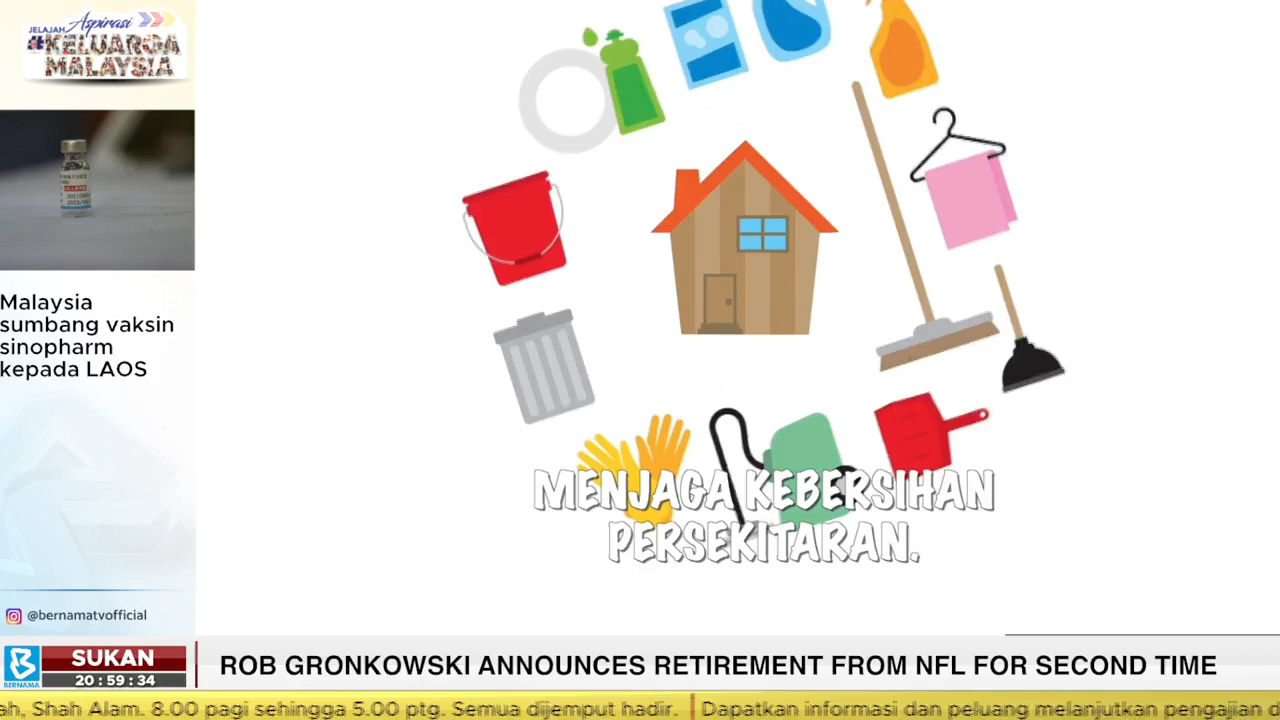 JELAJAH Aspirasi
#KELUARGA
MALAYSIA
Malaysia
sumbang vaksin
sinopharm
kepada LAOS
@bernamatvofficial
MENJAGA KEBERSIHAN
PERSEKITARAN.
BERNAMA
SUKAN
20:59:34
ROB GRONKOWSKI ANNOUNCES RETIREMENT FROM NFL FOR SECOND TIME
ah, Shah Alam. 8.00 pagi sehingga 5.00 ptg. Semua dijemput hadir. | Dapatkan informasi dan peluang melanjutkan pengajian d